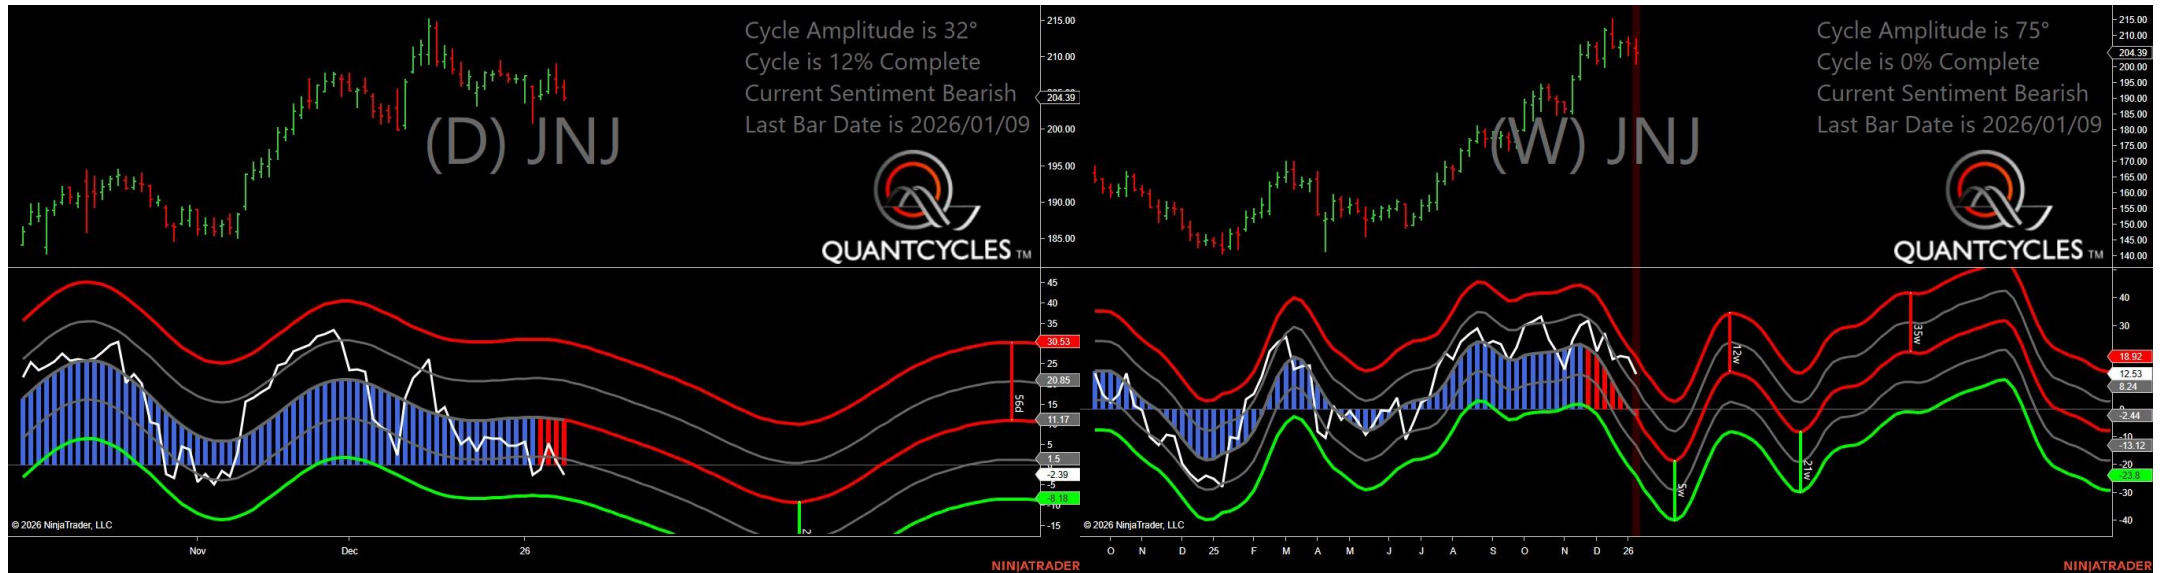 Cycle Amplitude is 32°
Cycle is 12% Complete
Current Sentiment Bearish
Last Bar Date is 2026/01/09
(D) JNJ
QUANTCYCLES TM
215.00
210.00
204.39
200.00
195.00
190.00
185.00
45
40
35
30.53
25
20.85
15
11.17
5
1.5
-2.39
-5
-8.18
-10
-15
56d
2
© 2026 NinjaTrader, LLC
Nov
Dec
26
NINJATRADER
Cycle Amplitude is 75°
Cycle is 0% Complete
Current Sentiment Bearish
Last Bar Date is 2026/01/09
(W) JNJ
QUANTCYCLES TM
215.00
210.00
204.39
200.00
195.00
190.00
185.00
180.00
175.00
170.00
165.00
160.00
155.00
150.00
145.00
140.00
40
30
18.92
12.53
8.24
0
-2.44
-10
-13.12
-20
-23.8
-30
-40
5w
12w
21w
35w
© 2026 NinjaTrader, LLC
O N D 25 F M A M J J A S O N D 26
NINJATRADER